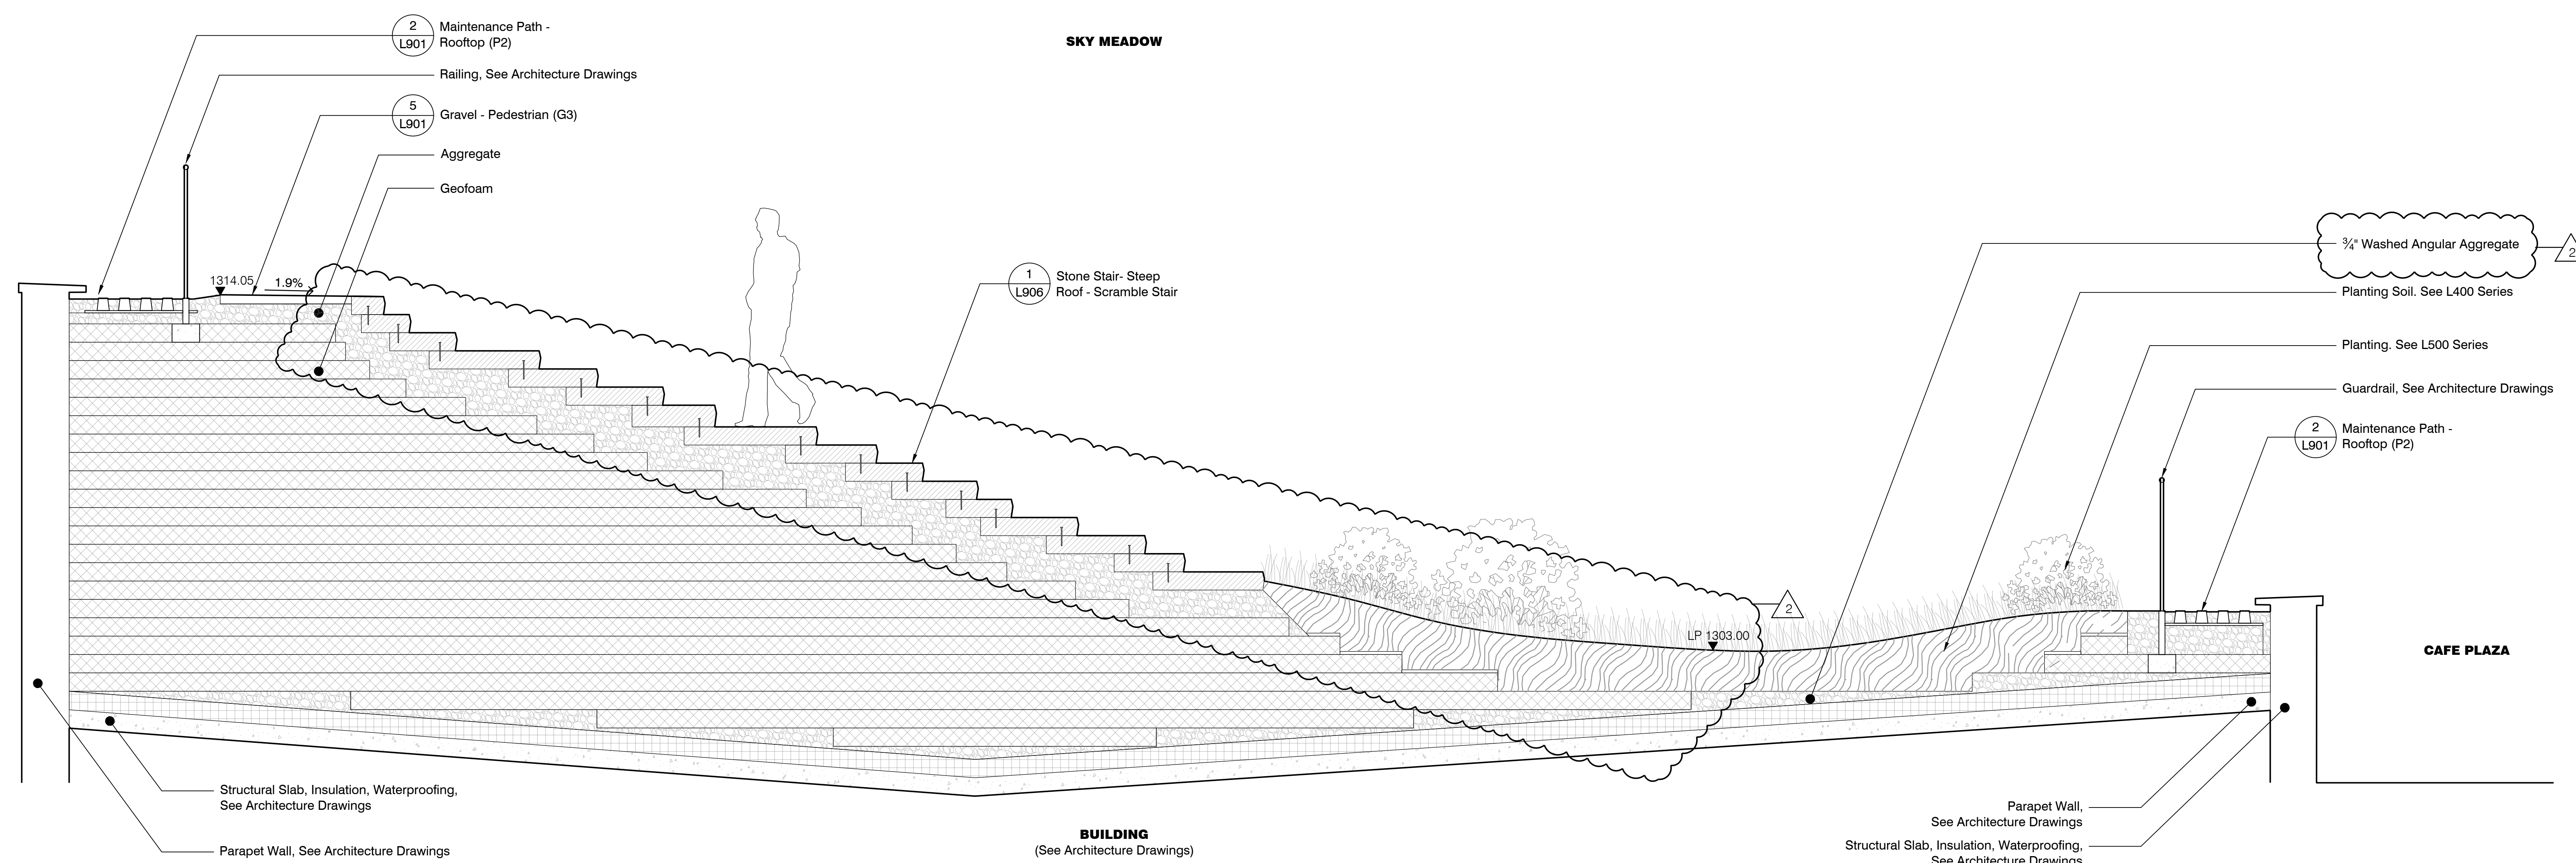 SKY MEADOW
2
L901
Maintenance Path -
Rooftop (P2)
Railing, See Architecture Drawings
5
L901
Gravel - Pedestrian (G3)
Aggregate
Geofoam
1314.05
1.9%
1
L906
Stone Stair- Steep
Roof - Scramble Stair
¾" Washed Angular Aggregate
2
Planting Soil. See L400 Series
Planting. See L500 Series
Guardrail, See Architecture Drawings
2
L901
Maintenance Path -
Rooftop (P2)
2
LP 1303.00
CAFE PLAZA
Structural Slab, Insulation, Waterproofing,
See Architecture Drawings
Parapet Wall, See Architecture Drawings
BUILDING
(See Architecture Drawings)
Parapet Wall,
See Architecture Drawings
Structural Slab, Insulation, Waterproofing,
See Architecture Drawings